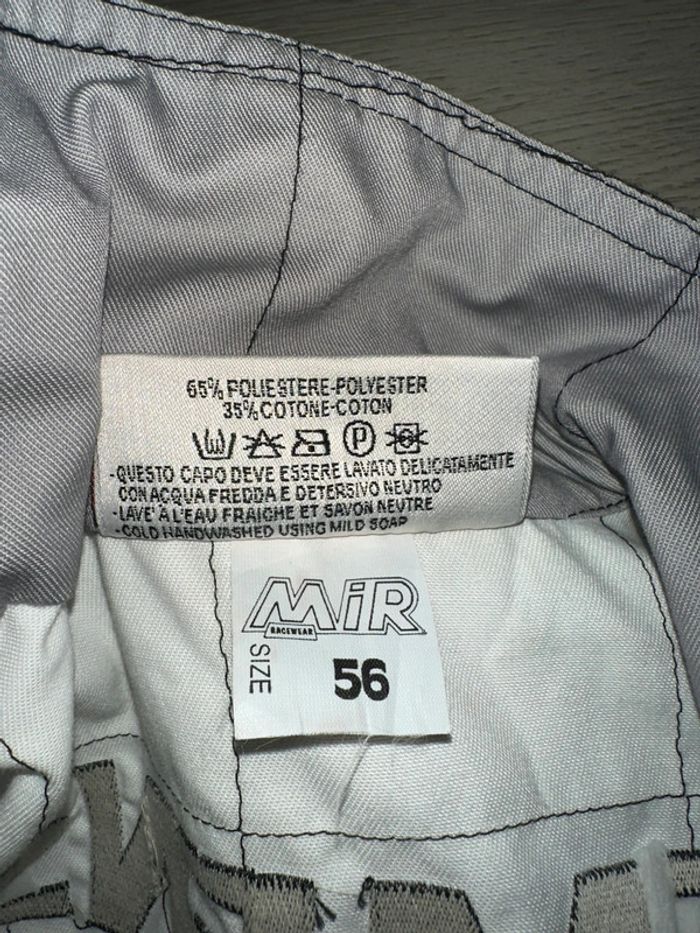 65% POLIESTERE-POLYESTER
35% COTONE-COTON
P
-QUESTO CAPO DEVE ESSERE LAVATO DELICATAMENTE
CON ACQUA FREDDA E DETERSIVO NEUTRO
-LAVE' À L'EAU FRAICHE ET SAVON NEUTRE
-COLD HANDWASHED USING MILD SOAP
MiR
RACEWEAR
SIZE
56